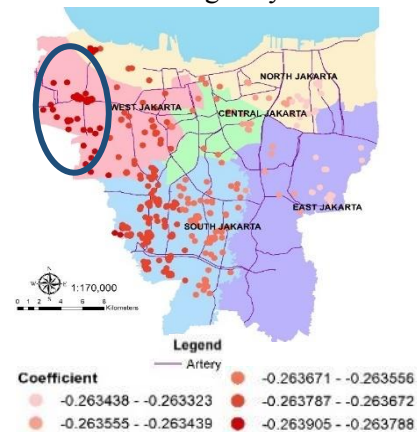 NORTH JAKARTA
WEST JAKARTA
CENTRAL JAKARTA
EAST JAKARTA
SOUTH JAKARTA
N
W E
S
1:170,000
0 1 2 4 6 8
Kilometers
Legend
Artery
Coefficient
-0.263438 - -0.263323
-0.263555 - -0.263439
-0.263671 - -0.263556
-0.263787 - -0.263672
-0.263905 - -0.263788